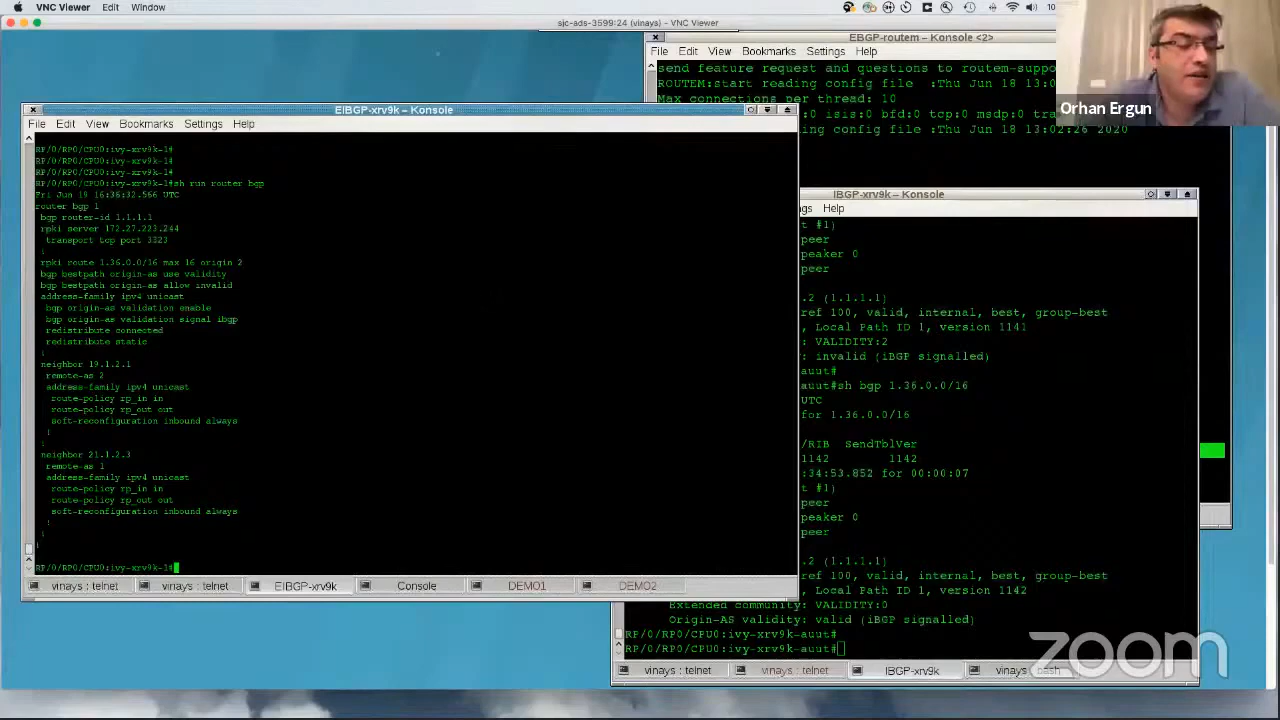 VNC Viewer Edit Window
10
sjc-ads-3599:24 (vinays) - VNC Viewer
EBGP-routem – Konsole <2>
File Edit View Bookmarks Settings Help
send feature request and questions to routem-suppo
ROUTEM:start reading config file :Thu Jun 18 13:0
Max connections per thread: 10
:0 isis:0 bfd:0 tcp:0 msdp:0 tra
ding config file :Thu Jun 18 13:02:26 2020
Orhan Ergun
EIBGP-xrv9k – Konsole
File Edit View Bookmarks Settings Help
RP/0/RP0/CPU0:ivy-xrv9k-1#
RP/0/RP0/CPU0:ivy-xrv9k-1#
RP/0/RP0/CPU0:ivy-xrv9k-1#
RP/0/RP0/CPU0:ivy-xrv9k-1#sh run router bgp
Fri Jun 19 16:36:32.566 UTC
router bgp 1
bgp router-id 1.1.1.1
rpki server 172.27.223.244
transport tcp port 3323
!
rpki route 1.36.0.0/16 max 16 origin 2
bgp bestpath origin-as use validity
bgp bestpath origin-as allow invalid
address-family ipv4 unicast
bgp origin-as validation enable
bgp origin-as validation signal ibgp
redistribute connected
redistribute static
!
neighbor 19.1.2.1
remote-as 2
address-family ipv4 unicast
route-policy rp_in in
route-policy rp_out out
soft-reconfiguration inbound always
!
!
neighbor 21.1.2.3
remote-as 1
address-family ipv4 unicast
route-policy rp_in in
route-policy rp_out out
soft-reconfiguration inbound always
!
!
!
RP/0/RP0/CPU0:ivy-xrv9k-1#
vinays : telnet vinays : telnet EIBGP-xrv9k Console DEMO1 DEMO2
IBGP-xrv9k – Konsole
ngs Help
t #1)
peer
peaker 0
peer
.2 (1.1.1.1)
ref 100, valid, internal, best, group-best
, Local Path ID 1, version 1141
: VALIDITY:2
: invalid (iBGP signalled)
auut#
auut#sh bgp 1.36.0.0/16
UTC
for 1.36.0.0/16
/RIB SendTblVer
1142 1142
:34:53.852 for 00:00:07
t #1)
peer
peaker 0
peer
.2 (1.1.1.1)
ref 100, valid, internal, best, group-best
, Local Path ID 1, version 1142
Extended community: VALIDITY:0
Origin-AS validity: valid (iBGP signalled)
RP/0/RP0/CPU0:ivy-xrv9k-auut#
RP/0/RP0/CPU0:ivy-xrv9k-auut#
vinays : telnet vinays : telnet IBGP-xrv9k vinays : bash
zoom